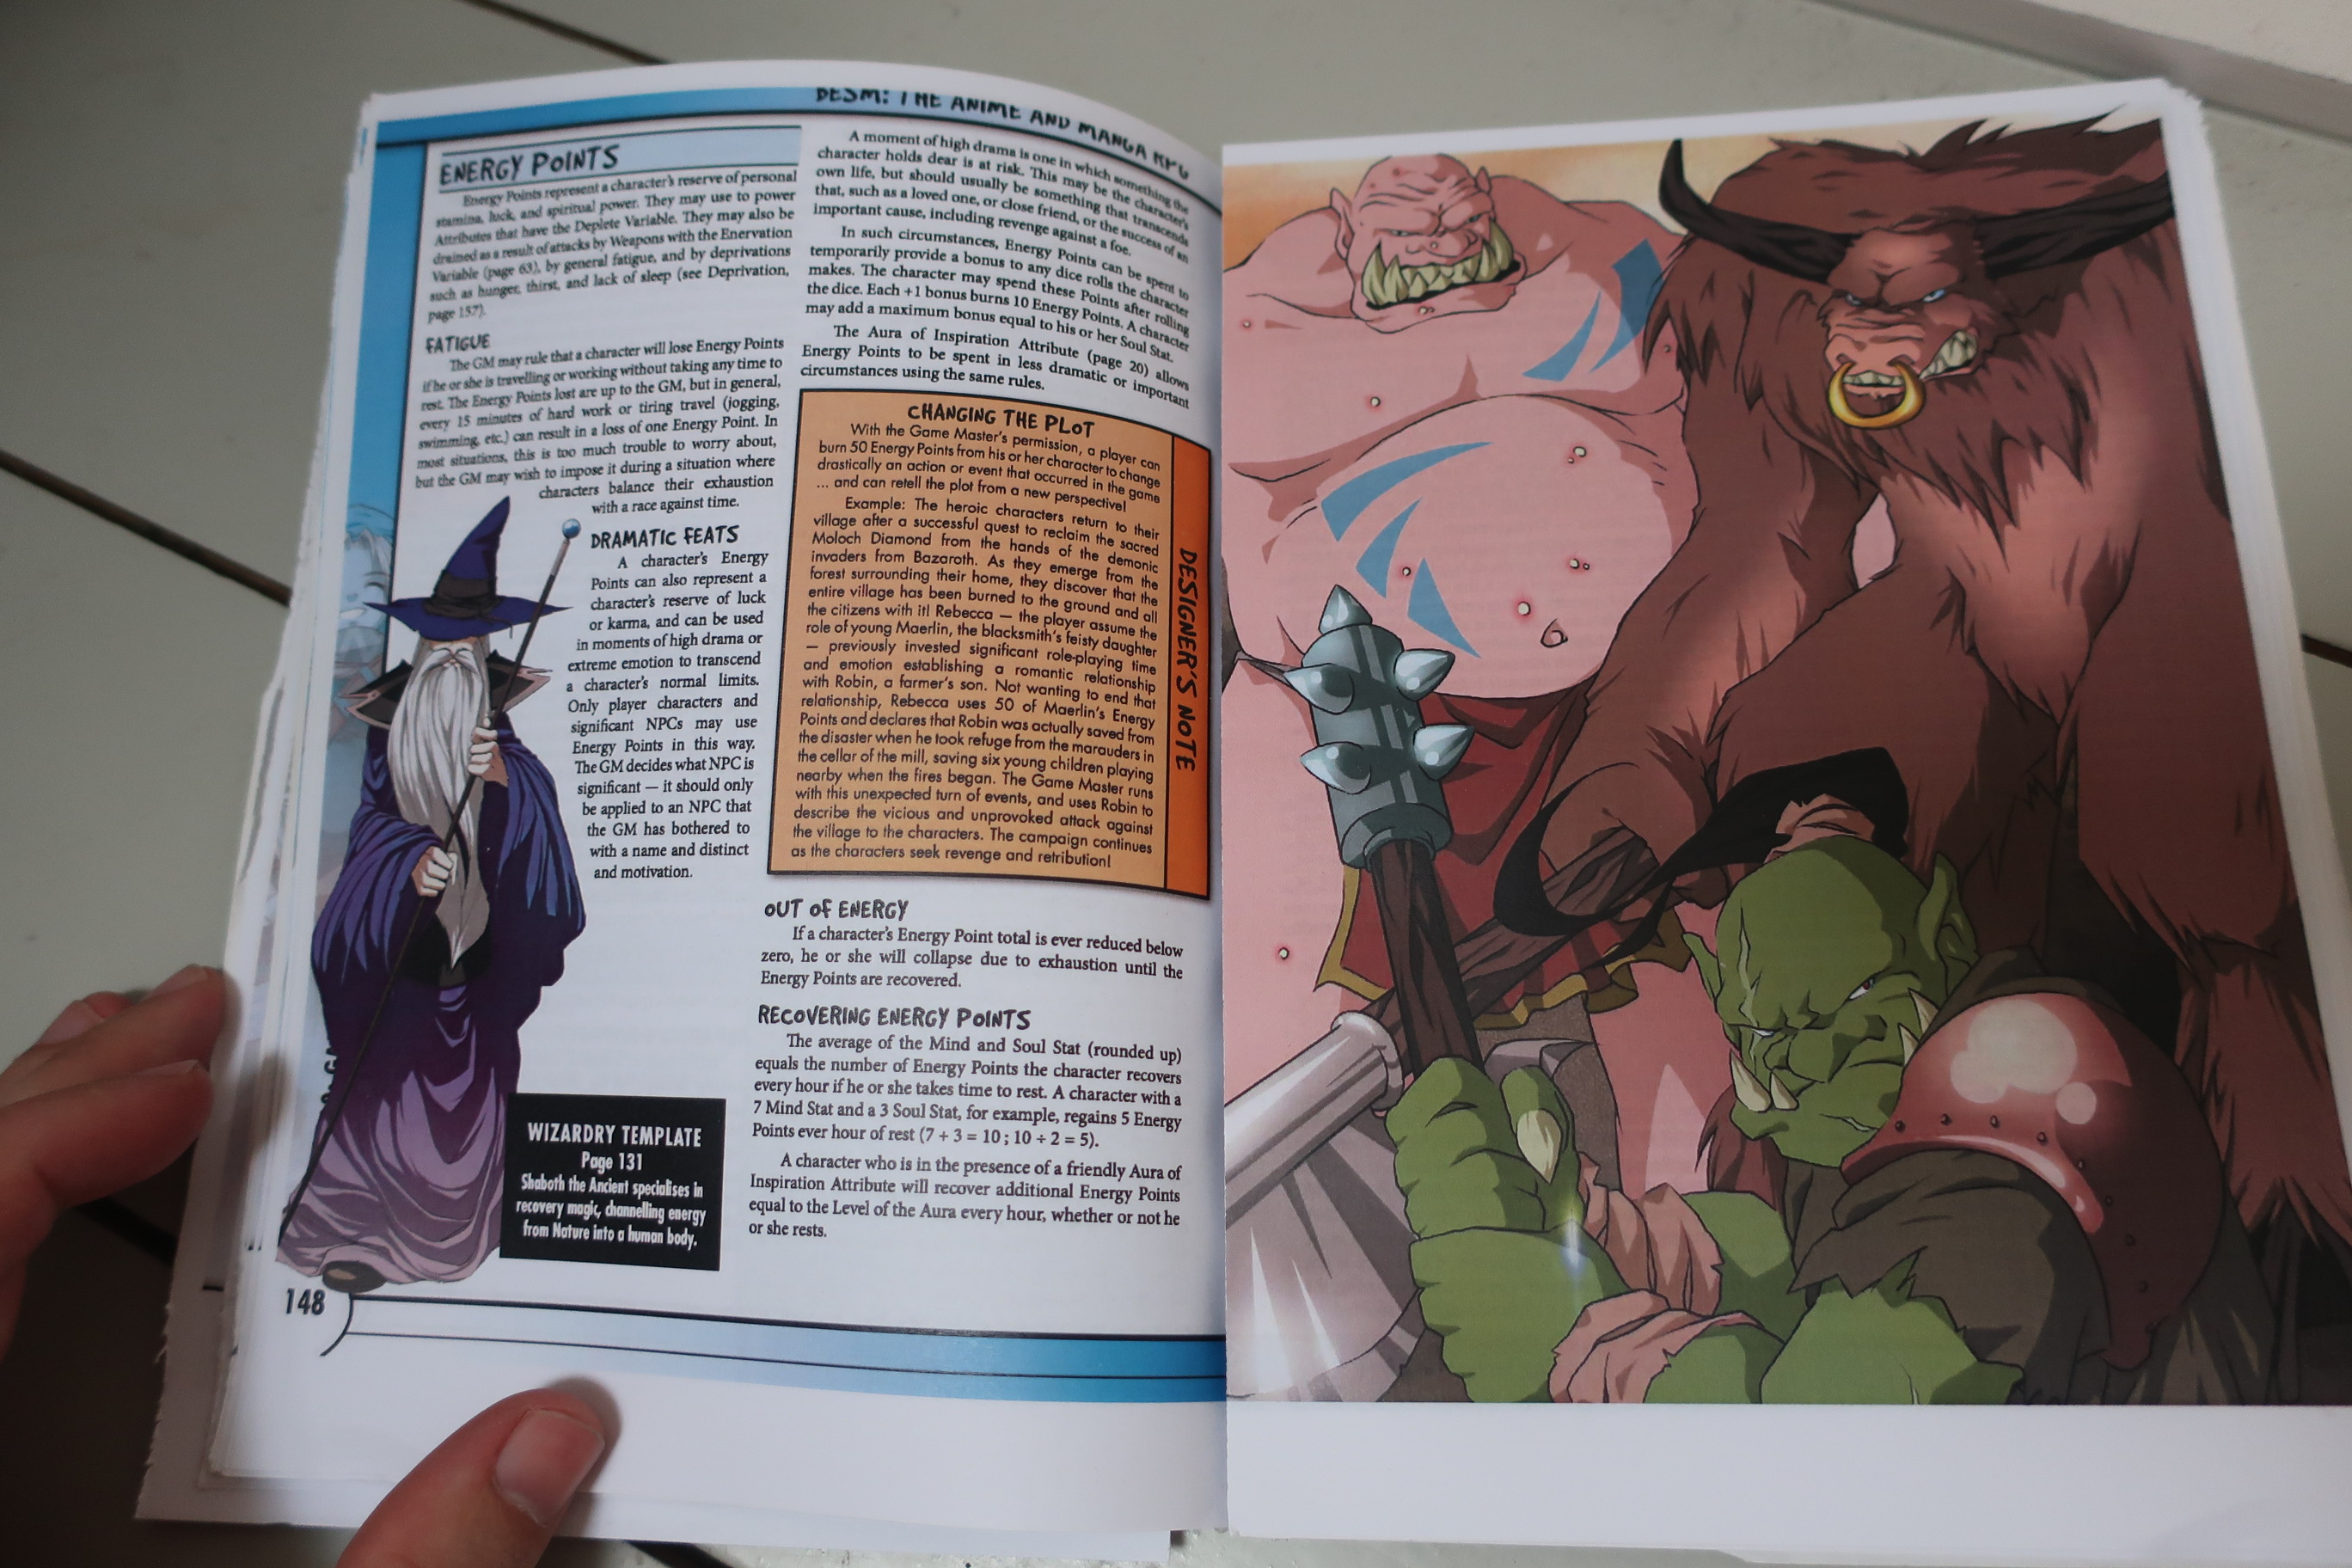 BESM: THE ANIME AND MANGA RPG
ENERGY POINTS
Energy Points represent a character's reserve of personal
stamina, luck, and spiritual power. They may use to power
Attributes that have the Deplete Variable. They may also be
drained as a result of attacks by Weapons with the Enervation
Variable (page 63), by general fatigue, and by deprivations
such as hunger, thirst, and lack of sleep (see Deprivation,
page 157).
FATIGUE
The GM may rule that a character will lose Energy Points
if he or she is travelling or working without taking any time to
rest. The Energy Points lost are up to the GM, but in general,
every 15 minutes of hard work or tiring travel (jogging,
swimming, etc.) can result in a loss of one Energy Point. In
most situations, this is too much trouble to worry about,
but the GM may wish to impose it during a situation where
characters balance their exhaustion
with a race against time.
DRAMATIC FEATS
A character's Energy
Points can also represent a
character's reserve of luck
or karma, and can be used
in moments of high drama or
extreme emotion to transcend
a character's normal limits.
Only player characters and
significant NPCs may use
Energy Points in this way.
The GM decides what NPC is
significant — it should only
be applied to an NPC that
the GM has bothered to
with a name and distinct
and motivation.
WIZARDRY TEMPLATE
Page 131
Shaboth the Ancient specialises in
recovery magic, channelling energy
from Nature into a human body.
148
A moment of high drama is one in which something the
character holds dear is at risk. This may be the character's
own life, but should usually be something that transcends
that, such as a loved one, or close friend, or the success of an
important cause, including revenge against a foe.
In such circumstances, Energy Points can be spent to
temporarily provide a bonus to any dice rolls the character
makes. The character may spend these Points after rolling
the dice. Each +1 bonus burns 10 Energy Points. A character
may add a maximum bonus equal to his or her Soul Stat.
The Aura of Inspiration Attribute (page 20) allows
Energy Points to be spent in less dramatic or important
circumstances using the same rules.
CHANGING THE PLOT
With the Game Master's permission, a player can
burn 50 Energy Points from his or her character to change
drastically an action or event that occurred in the game
... and can retell the plot from a new perspective!
Example: The heroic characters return to their
village after a successful quest to reclaim the sacred
Moloch Diamond from the hands of the demonic
invaders from Bazaroth. As they emerge from the
forest surrounding their home, they discover that the
entire village has been burned to the ground and all
the citizens with it! Rebecca — the player assume the
role of young Maerlin, the blacksmith's feisty daughter
— previously invested significant role-playing time
and emotion establishing a romantic relationship
with Robin, a farmer's son. Not wanting to end that
relationship, Rebecca uses 50 of Maerlin's Energy
Points and declares that Robin was actually saved from
the disaster when he took refuge from the marauders in
the cellar of the mill, saving six young children playing
nearby when the fires began. The Game Master runs
with this unexpected turn of events, and uses Robin to
describe the vicious and unprovoked attack against
the village to the characters. The campaign continues
as the characters seek revenge and retribution!
DESIGNER'S NOTE
OUT OF ENERGY
If a character's Energy Point total is ever reduced below
zero, he or she will collapse due to exhaustion until the
Energy Points are recovered.
RECOVERING ENERGY POINTS
The average of the Mind and Soul Stat (rounded up)
equals the number of Energy Points the character recovers
every hour if he or she takes time to rest. A character with a
7 Mind Stat and a 3 Soul Stat, for example, regains 5 Energy
Points ever hour of rest (7 + 3 = 10 ; 10 ÷ 2 = 5).
A character who is in the presence of a friendly Aura of
Inspiration Attribute will recover additional Energy Points
equal to the Level of the Aura every hour, whether or not he
or she rests.